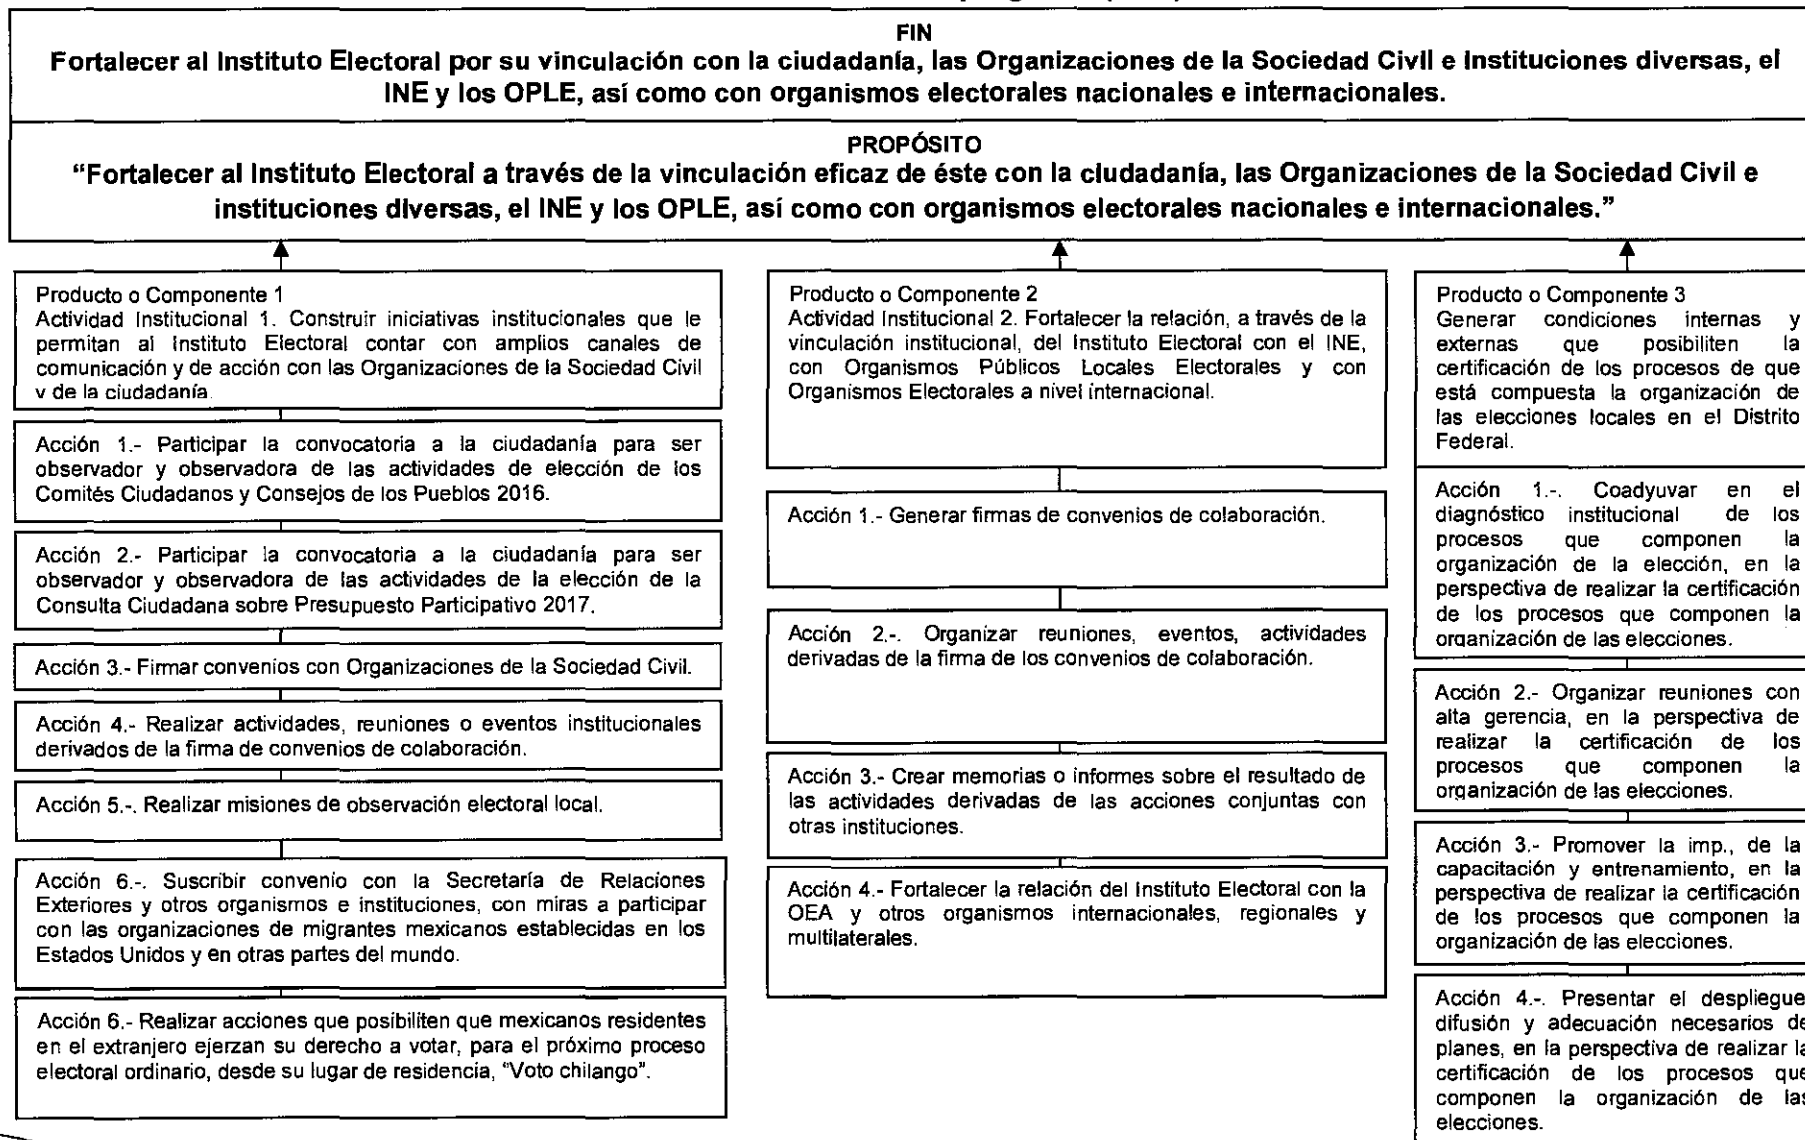 FIN
Fortalecer al Instituto Electoral por su vinculación con la ciudadanía, las Organizaciones de la Sociedad Civil e Instituciones diversas, el
INE y los OPLE, así como con organismos electorales nacionales e internacionales.
PROPÓSITO
“Fortalecer al Instituto Electoral a través de la vinculación eficaz de éste con la ciudadanía, las Organizaciones de la Sociedad Civil e
instituciones diversas, el INE y los OPLE, así como con organismos electorales nacionales e internacionales.”
Producto o Componente 1
Actividad Institucional 1. Construir iniciativas institucionales que le
permitan al Instituto Electoral contar con amplios canales de
comunicación y de acción con las Organizaciones de la Sociedad Civil
y de la ciudadanía.
Acción 1.- Participar la convocatoria a la ciudadanía para ser
observador y observadora de las actividades de elección de los
Comités Ciudadanos y Consejos de los Pueblos 2016.
Acción 2.- Participar la convocatoria a la ciudadanía para ser
observador y observadora de las actividades de la elección de la
Consulta Ciudadana sobre Presupuesto Participativo 2017.
Acción 3.- Firmar convenios con Organizaciones de la Sociedad Civil.
Acción 4.- Realizar actividades, reuniones o eventos institucionales
derivados de la firma de convenios de colaboración.
Acción 5.-. Realizar misiones de observación electoral local.
Acción 6.-. Suscribir convenio con la Secretaría de Relaciones
Exteriores y otros organismos e instituciones, con miras a participar
con las organizaciones de migrantes mexicanos establecidas en los
Estados Unidos y en otras partes del mundo.
Acción 6.- Realizar acciones que posibiliten que mexicanos residentes
en el extranjero ejerzan su derecho a votar, para el próximo proceso
electoral ordinario, desde su lugar de residencia, “Voto chilango”.
Producto o Componente 2
Actividad Institucional 2. Fortalecer la relación, a través de la
vinculación institucional, del Instituto Electoral con el INE,
con Organismos Públicos Locales Electorales y con
Organismos Electorales a nivel internacional.
Acción 1.- Generar firmas de convenios de colaboración.
Acción 2.-. Organizar reuniones, eventos, actividades
derivadas de la firma de los convenios de colaboración.
Acción 3.- Crear memorias o informes sobre el resultado de
las actividades derivadas de las acciones conjuntas con
otras instituciones.
Acción 4.- Fortalecer la relación del Instituto Electoral con la
OEA y otros organismos internacionales, regionales y
multilaterales.
Producto o Componente 3
Generar condiciones internas y
externas que posibiliten la
certificación de los procesos de que
está compuesta la organización de
las elecciones locales en el Distrito
Federal.
Acción 1.-. Coadyuvar en el
diagnóstico institucional de los
procesos que componen la
organización de la elección, en la
perspectiva de realizar la certificación
de los procesos que componen la
organización de las elecciones.
Acción 2.- Organizar reuniones con
alta gerencia, en la perspectiva de
realizar la certificación de los
procesos que componen la
organización de las elecciones.
Acción 3.- Promover la imp., de la
capacitación y entrenamiento, en la
perspectiva de realizar la certificación
de los procesos que componen la
organización de las elecciones.
Acción 4.-. Presentar el despliegue
difusión y adecuación necesarios de
planes, en la perspectiva de realizar la
certificación de los procesos que
componen la organización de las
elecciones.